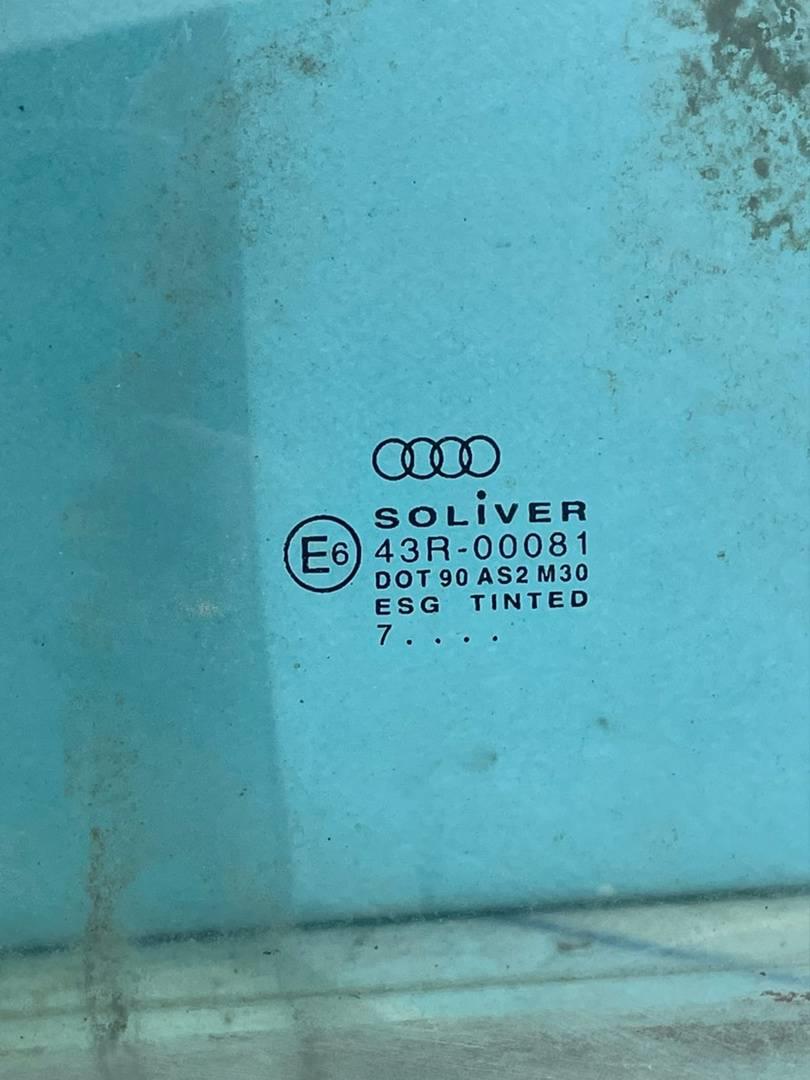 SOLiVER
E6
43R-00081
DOT 90 AS2 M30
ESG TINTED
7....